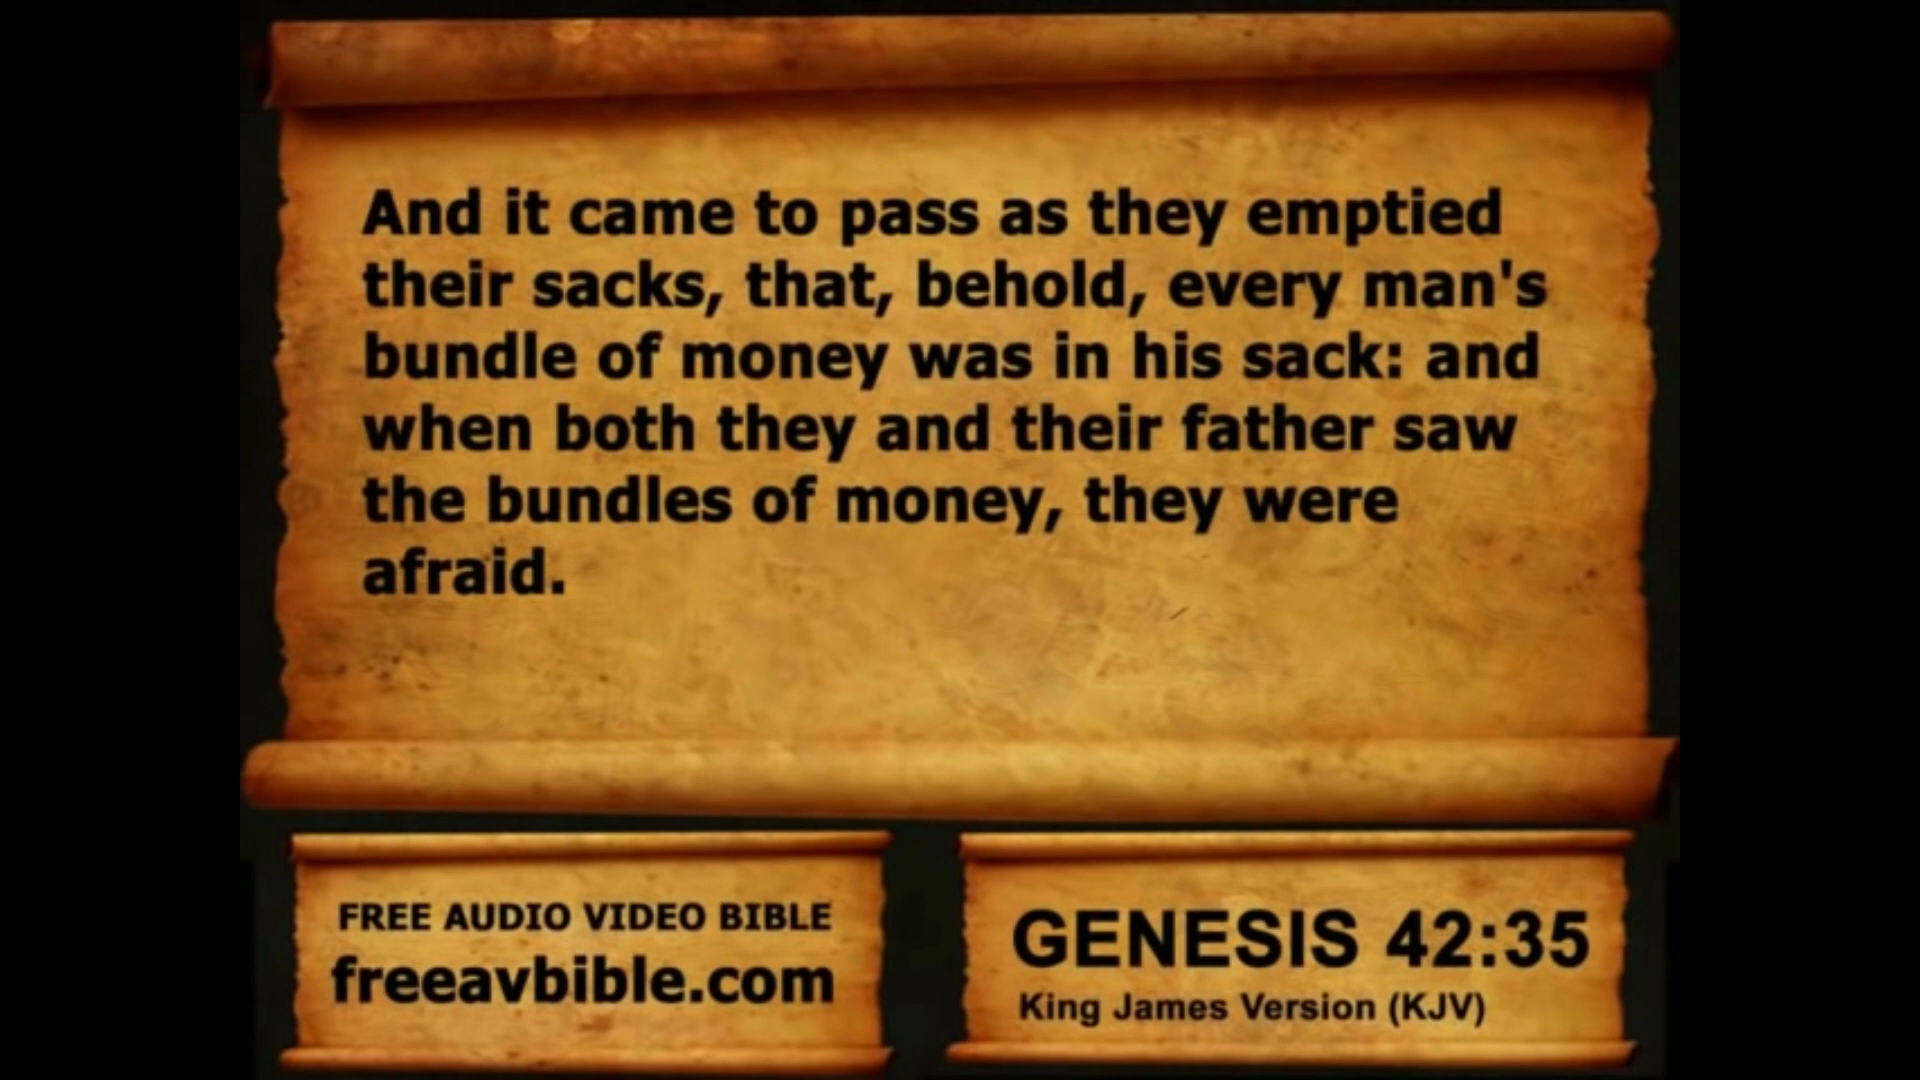 And it came to pass as they emptied
their sacks, that, behold, every man's
bundle of money was in his sack: and
when both they and their father saw
the bundles of money, they were
afraid.
FREE AUDIO VIDEO BIBLE
freeavbible.com
GENESIS 42:35
King James Version (KJV)